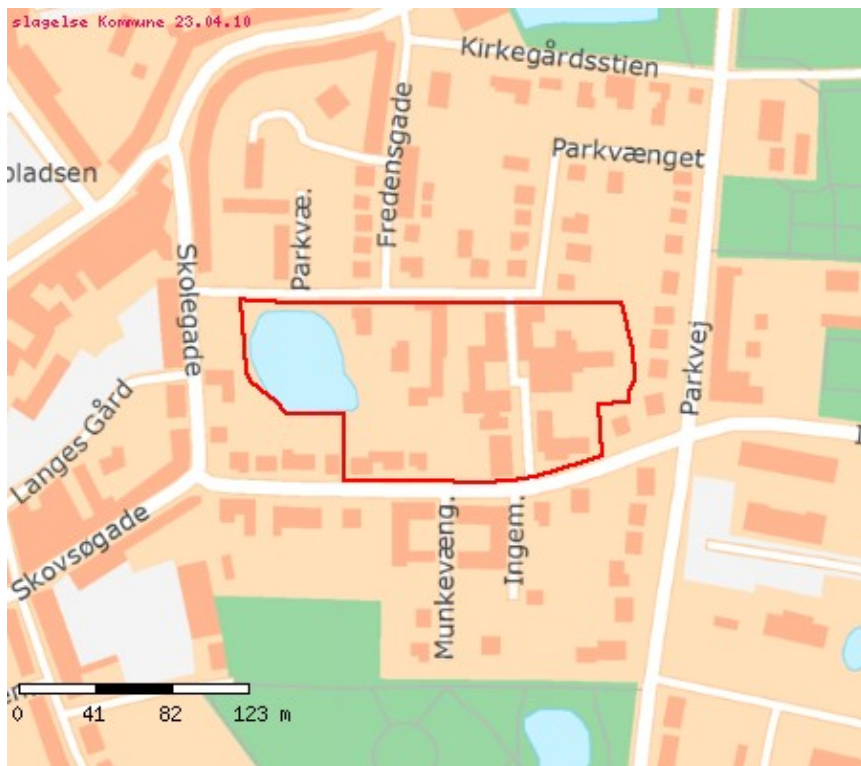 slagelse Kommune 23.04.10
Kirkegårdsstien
Fredensgade
Parkvænget
pladsen
Parkvæ.
Skolegade
Parkvej
Langes Gård
Skovsøgade
Munkevæng.
Ingem.
0 41 82 123 m